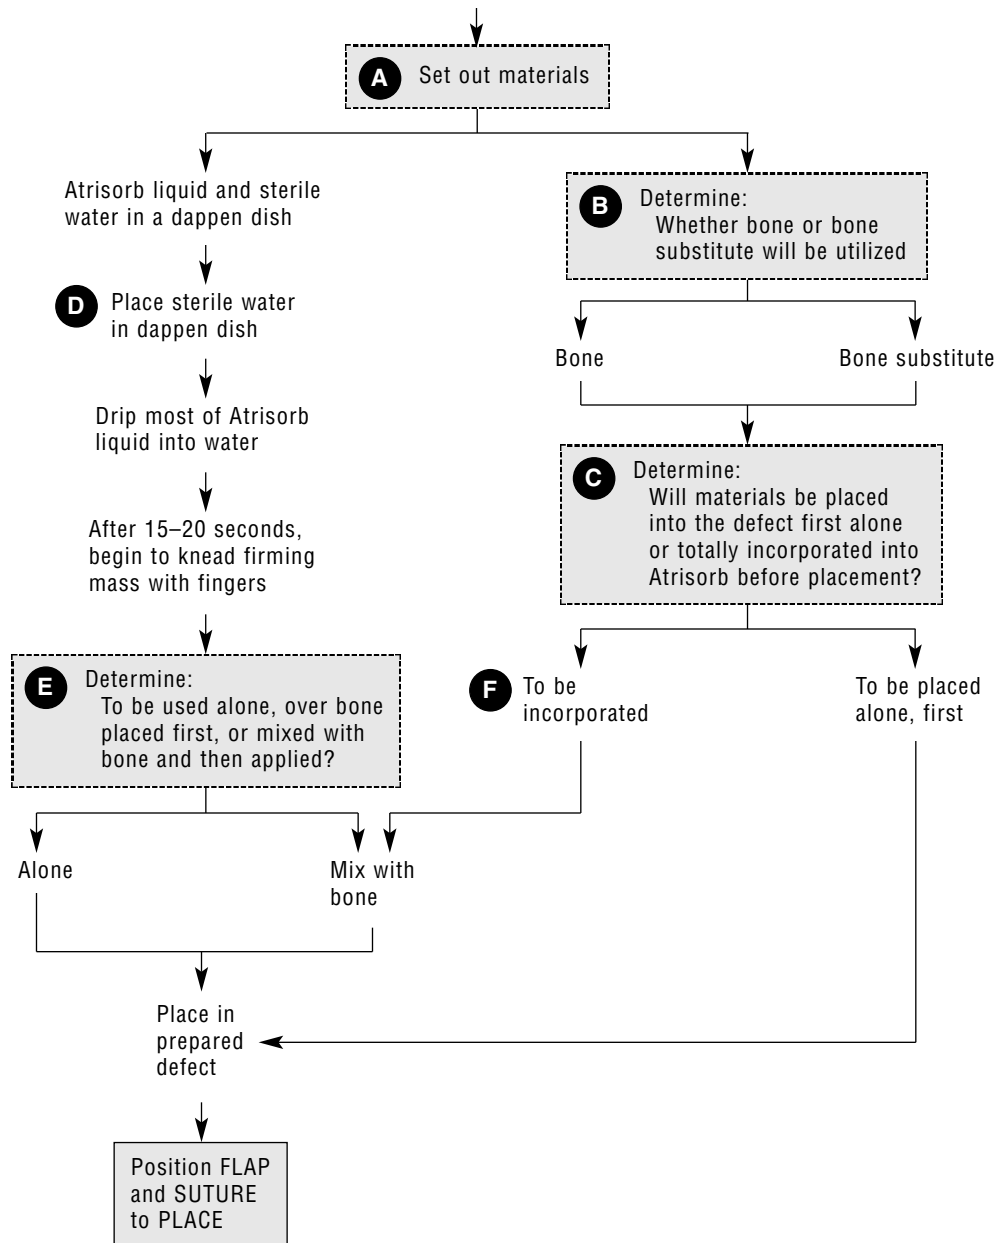 A Set out materials
Atrisorb liquid and sterile
water in a dappen dish
B Determine:
Whether bone or bone
substitute will be utilized
D Place sterile water
in dappen dish
Bone
Bone substitute
Drip most of Atrisorb
liquid into water
C Determine:
Will materials be placed
into the defect first alone
or totally incorporated into
Atrisorb before placement?
After 15–20 seconds,
begin to knead firming
mass with fingers
E Determine:
To be used alone, over bone
placed first, or mixed with
bone and then applied?
F To be
incorporated
To be placed
alone, first
Alone
Mix with
bone
Place in
prepared
defect
Position FLAP
and SUTURE
to PLACE